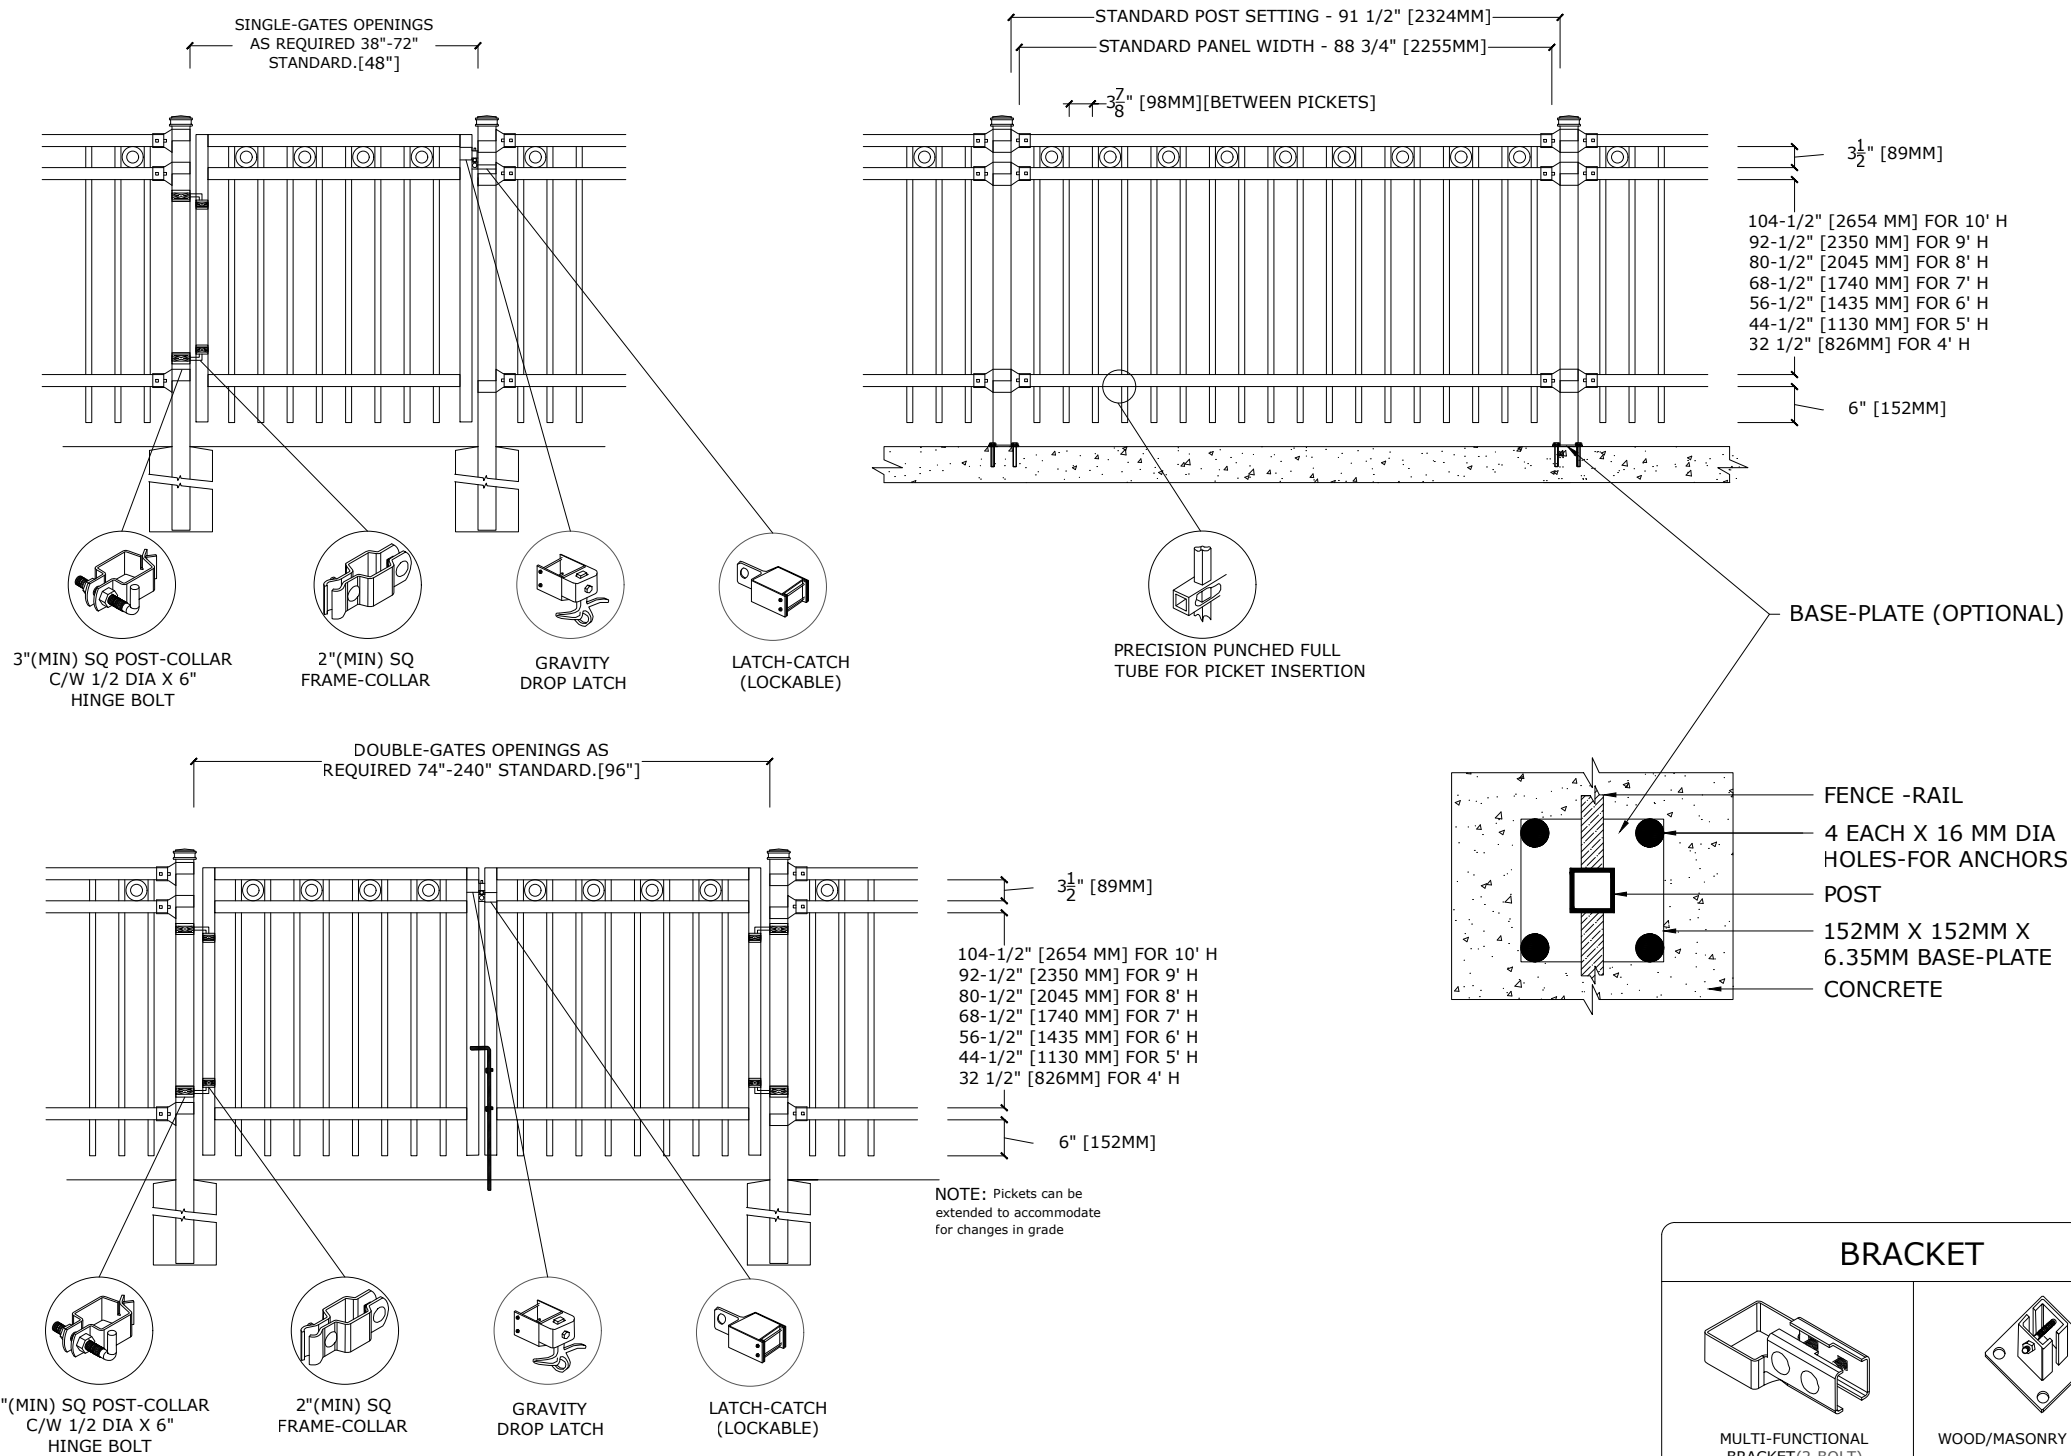 SINGLE-GATES OPENINGS
AS REQUIRED 38"-72"
STANDARD.[48"]
STANDARD POST SETTING - 91 1/2" [2324MM]
STANDARD PANEL WIDTH - 88 3/4" [2255MM]
3 7/8" [98MM][BETWEEN PICKETS]
3 1/2" [89MM]
104-1/2" [2654 MM] FOR 10' H
92-1/2" [2350 MM] FOR 9' H
80-1/2" [2045 MM] FOR 8' H
68-1/2" [1740 MM] FOR 7' H
56-1/2" [1435 MM] FOR 6' H
44-1/2" [1130 MM] FOR 5' H
32 1/2" [826MM] FOR 4' H
6" [152MM]
3"(MIN) SQ POST-COLLAR
C/W 1/2 DIA X 6"
HINGE BOLT
2"(MIN) SQ
FRAME-COLLAR
GRAVITY
DROP LATCH
LATCH-CATCH
(LOCKABLE)
PRECISION PUNCHED FULL
TUBE FOR PICKET INSERTION
BASE-PLATE (OPTIONAL)
DOUBLE-GATES OPENINGS AS
REQUIRED 74"-240" STANDARD.[96"]
3 1/2" [89MM]
104-1/2" [2654 MM] FOR 10' H
92-1/2" [2350 MM] FOR 9' H
80-1/2" [2045 MM] FOR 8' H
68-1/2" [1740 MM] FOR 7' H
56-1/2" [1435 MM] FOR 6' H
44-1/2" [1130 MM] FOR 5' H
32 1/2" [826MM] FOR 4' H
6" [152MM]
NOTE: Pickets can be
extended to accommodate
for changes in grade
FENCE -RAIL
4 EACH X 16 MM DIA
HOLES-FOR ANCHORS
POST
152MM X 152MM X
6.35MM BASE-PLATE
CONCRETE
"(MIN) SQ POST-COLLAR
C/W 1/2 DIA X 6"
HINGE BOLT
2"(MIN) SQ
FRAME-COLLAR
GRAVITY
DROP LATCH
LATCH-CATCH
(LOCKABLE)
BRACKET
MULTI-FUNCTIONAL
BRACKET(2 BOLT)
WOOD/MASONRY